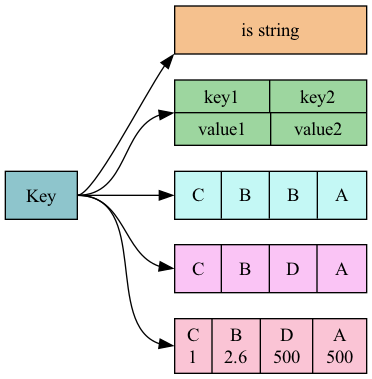 is string
key1 key2
value1 value2
Key
C B B A
C B D A
C B D A
1 2.6 500 500